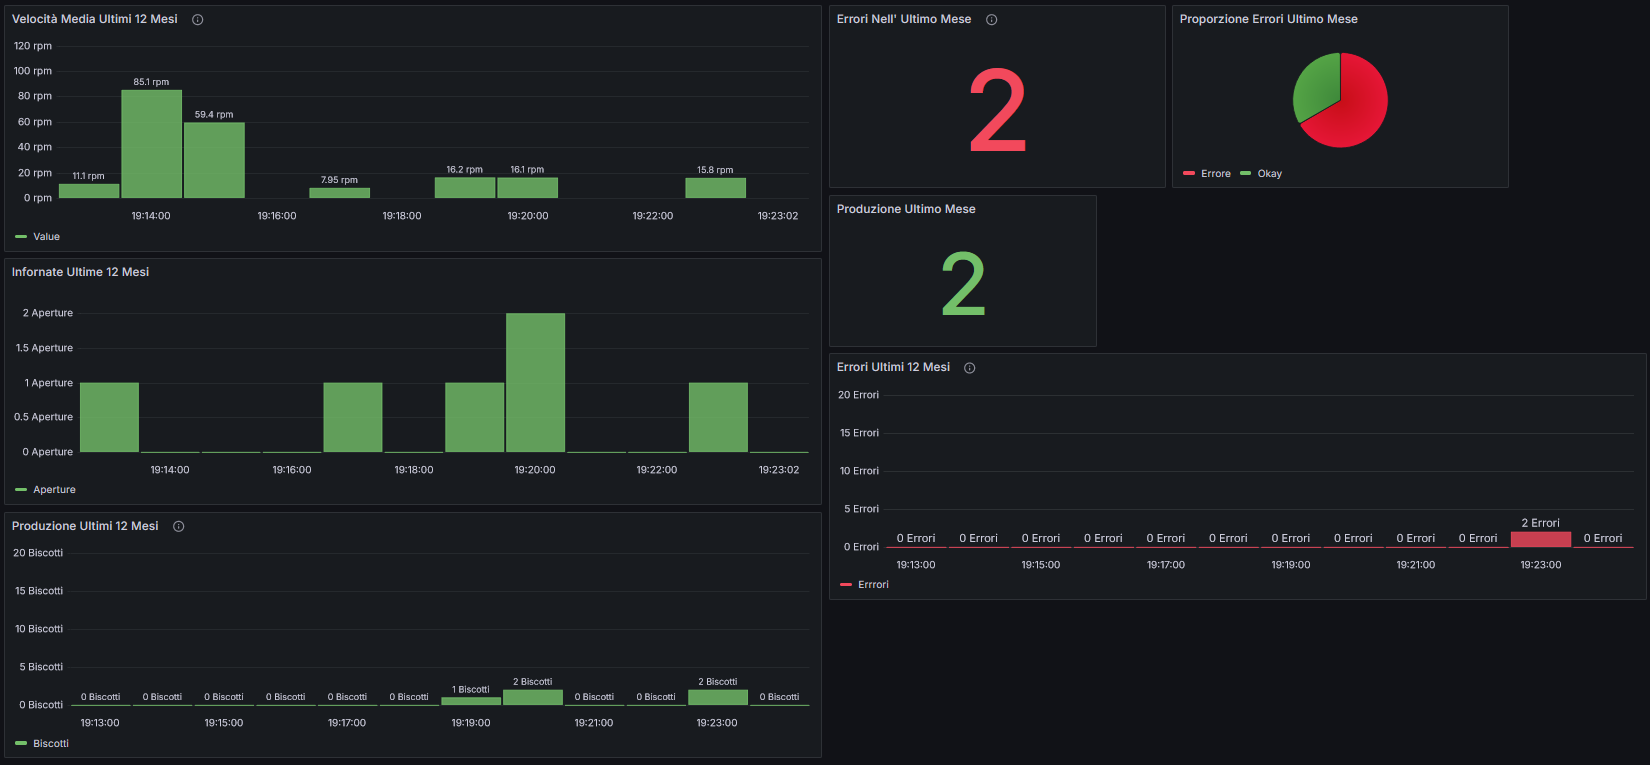 Velocità Media Ultimi 12 Mesi
120 rpm
100 rpm
80 rpm
60 rpm
40 rpm
20 rpm
0 rpm
11.1 rpm
85.1 rpm
59.4 rpm
7.95 rpm
16.2 rpm
16.1 rpm
15.8 rpm
19:14:00
19:16:00
19:18:00
19:20:00
19:22:00
19:23:02
Value
Infornate Ultime 12 Mesi
2 Aperture
1.5 Aperture
1 Aperture
0.5 Aperture
0 Aperture
19:14:00
19:16:00
19:18:00
19:20:00
19:22:00
19:23:02
Aperture
Produzione Ultimi 12 Mesi
20 Biscotti
15 Biscotti
10 Biscotti
5 Biscotti
0 Biscotti
0 Biscotti
0 Biscotti
0 Biscotti
0 Biscotti
0 Biscotti
0 Biscotti
1 Biscotti
2 Biscotti
0 Biscotti
0 Biscotti
2 Biscotti
0 Biscotti
19:13:00
19:15:00
19:17:00
19:19:00
19:21:00
19:23:00
Biscotti
Errori Nell' Ultimo Mese
2
Proporzione Errori Ultimo Mese
Errore
Okay
Produzione Ultimo Mese
2
Errori Ultimi 12 Mesi
20 Errori
15 Errori
10 Errori
5 Errori
0 Errori
0 Errori
0 Errori
0 Errori
0 Errori
0 Errori
0 Errori
0 Errori
0 Errori
0 Errori
0 Errori
2 Errori
0 Errori
19:13:00
19:15:00
19:17:00
19:19:00
19:21:00
19:23:00
Errrori